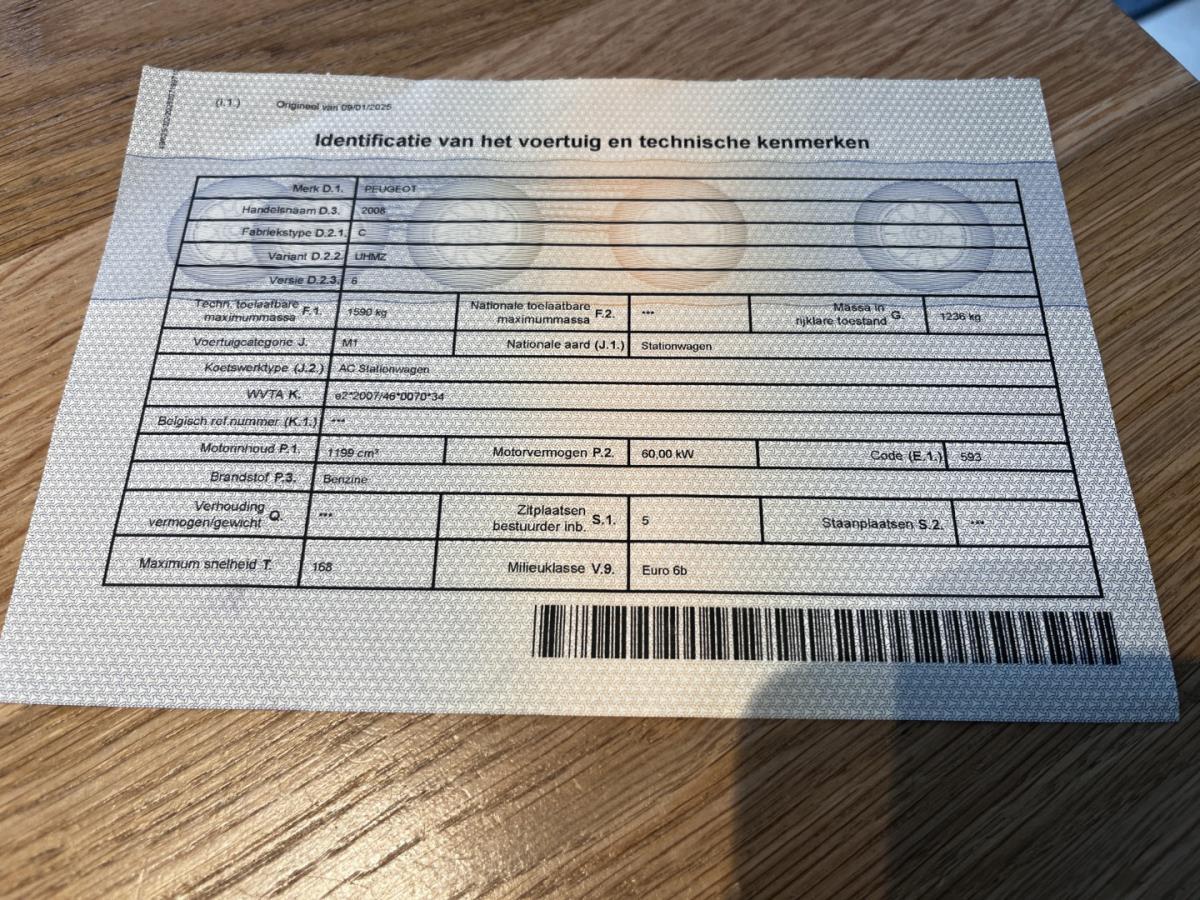 (I.1.) Origineel van 09/01/2025
Identificatie van het voertuig en technische kenmerken
Merk D.1. PEUGEOT
Handelsnaam D.3. 2008
Fabriekstype D.2.1. C
Variant D.2.2. UHMZ
Versie D.2.3. 6
Techn. toelaatbare maximummassa F.1. 1590 kg Nationale toelaatbare maximummassa F.2. *** Massa in rijklare toestand G. 1236 kg
Voertuigcategorie J. M1 Nationale aard (J.1.) Stationwagen
Koetswerktype (J.2.) AC Stationwagen
WVTA K. e2*2007/46*0070*34
Belgisch ref.nummer (K.1.) ***
Motorinhoud P.1. 1199 cm³ Motorvermogen P.2. 60,00 kW Code (E.1.) 593
Brandstof P.3. Benzine
Verhouding vermogen/gewicht Q. *** Zitplaatsen bestuurder inb. S.1. 5 Staanplaatsen S.2. ***
Maximum snelheid T. 168 Milieuklasse V.9. Euro 6b